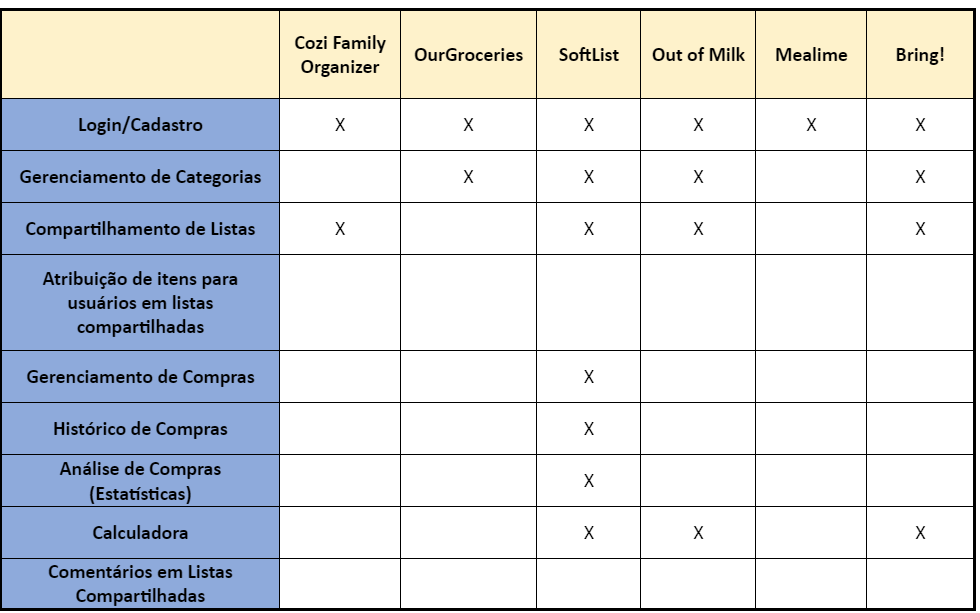 Cozi Family
Organizer
OurGroceries
SoftList
Out of Milk
Mealime
Bring!
Login/Cadastro X X X X X X
Gerenciamento de Categorias X X X X
Compartilhamento de Listas X X X X
Atribuição de itens para
usuários em listas
compartilhadas
Gerenciamento de Compras X
Histórico de Compras X
Análise de Compras
(Estatísticas) X
Calculadora X X X
Comentários em Listas
Compartilhadas